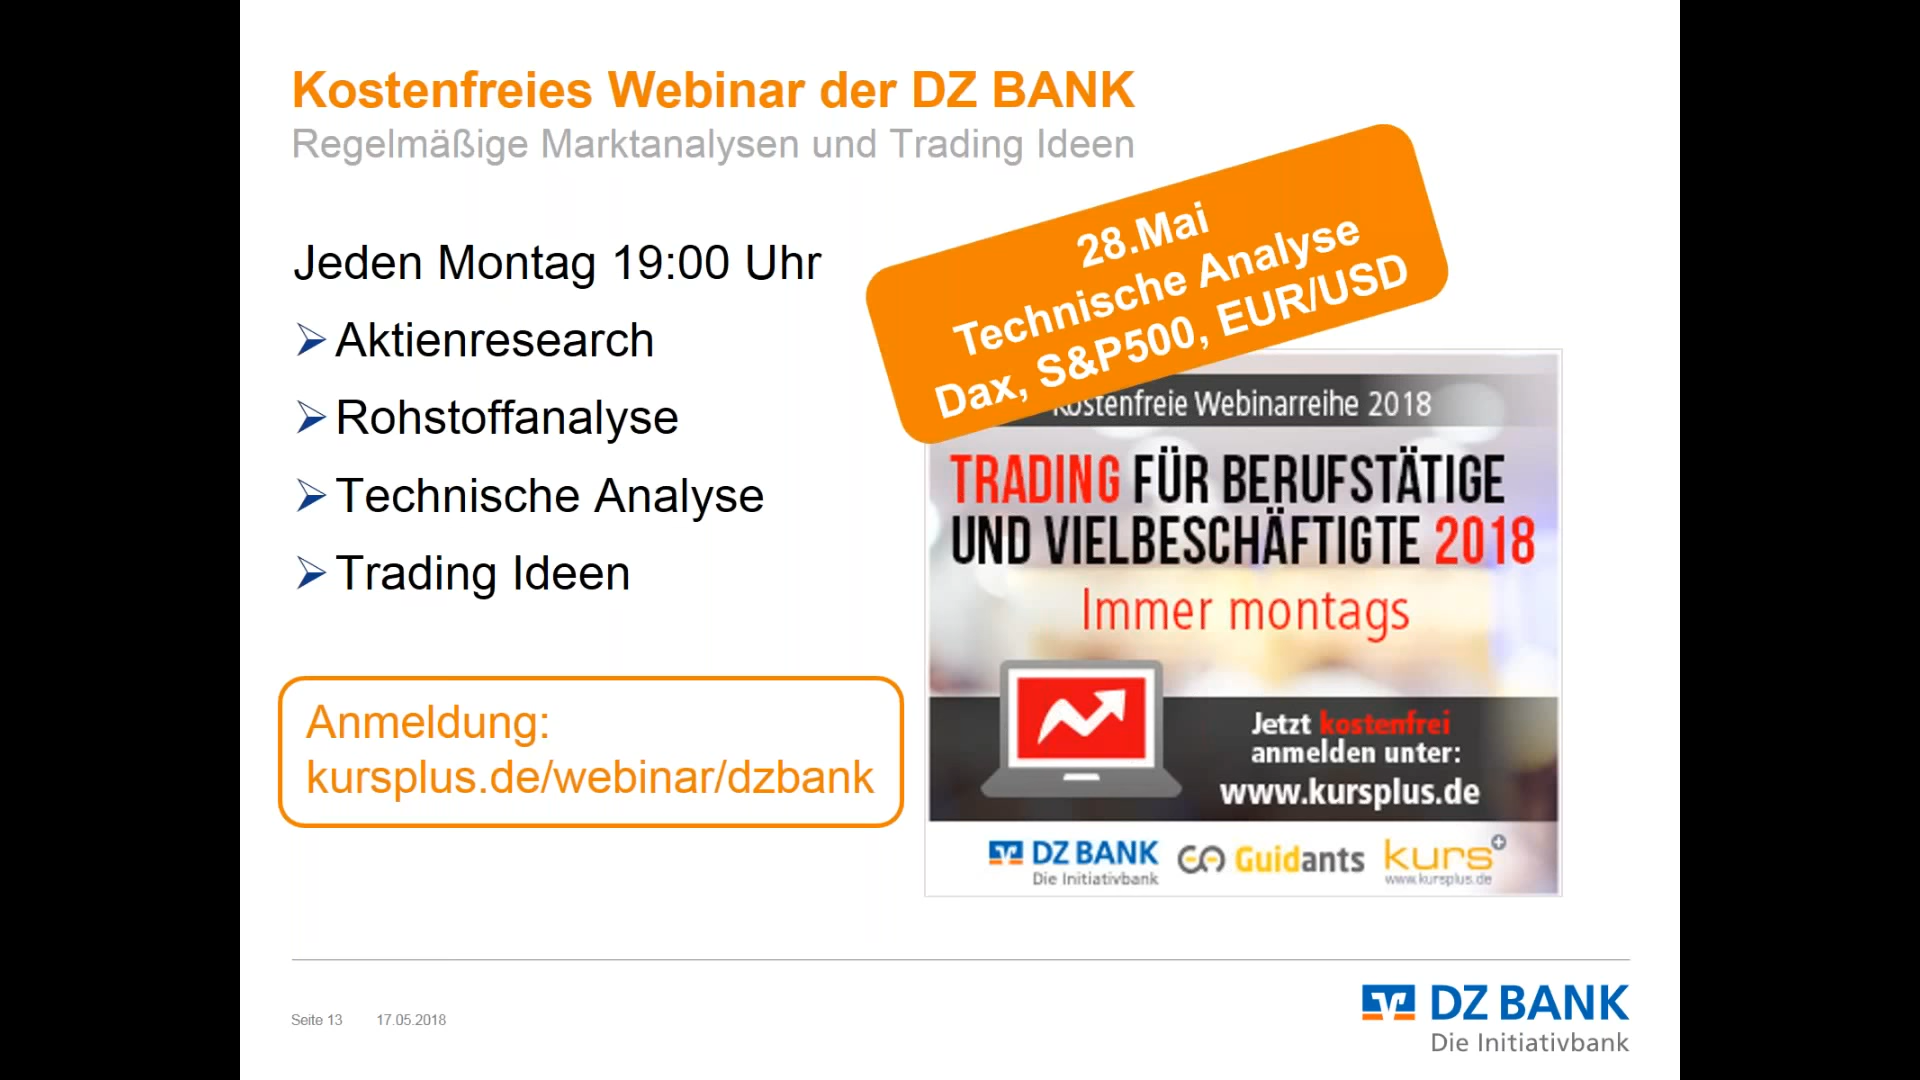 Kostenfreies Webinar der DZ BANK
Regelmäßige Marktanalysen und Trading Ideen
Jeden Montag 19:00 Uhr
Aktienresearch
Rohstoffanalyse
Technische Analyse
Trading Ideen
Anmeldung:
kursplus.de/webinar/dzbank
28.Mai
Technische Analyse
Dax, S&P500, EUR/USD
Kostenfreie Webinarreihe 2018
TRADING FÜR BERUFSTÄTIGE
UND VIELBESCHÄFTIGTE 2018
Immer montags
Jetzt kostenfrei
anmelden unter:
www.kursplus.de
DZ BANK
Die Initiativbank
Guidants
kurs+
www.kursplus.de
Seite 13 17.05.2018
DZ BANK
Die Initiativbank